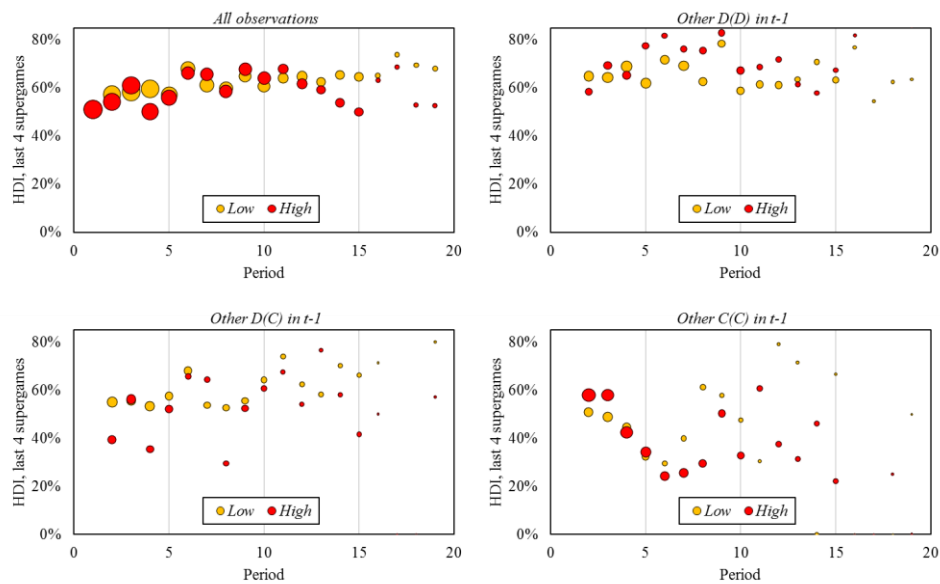 All observations
HDI, last 4 supergames
80%
60%
40%
20%
0%
Low High
0 5 10 15 20
Period
Other D(D) in t-1
HDI, last 4 supergames
80%
60%
40%
20%
0%
Low High
0 5 10 15 20
Period
Other D(C) in t-1
HDI, last 4 supergames
80%
60%
40%
20%
0%
Low High
0 5 10 15 20
Period
Other C(C) in t-1
HDI, last 4 supergames
80%
60%
40%
20%
0%
Low High
0 5 10 15 20
Period